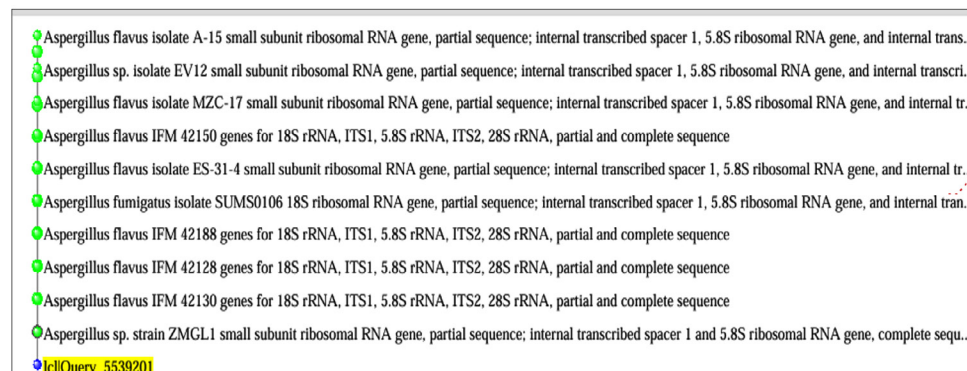 Aspergillus flavus isolate A-15 small subunit ribosomal RNA gene, partial sequence; internal transcribed spacer 1, 5.8S ribosomal RNA gene, and internal trans..
Aspergillus sp. isolate EV12 small subunit ribosomal RNA gene, partial sequence; internal transcribed spacer 1, 5.8S ribosomal RNA gene, and internal transcri..
Aspergillus flavus isolate MZC-17 small subunit ribosomal RNA gene, partial sequence; internal transcribed spacer 1, 5.8S ribosomal RNA gene, and internal tr..
Aspergillus flavus IFM 42150 genes for 18S rRNA, ITS1, 5.8S rRNA, ITS2, 28S rRNA, partial and complete sequence
Aspergillus flavus isolate ES-31-4 small subunit ribosomal RNA gene, partial sequence; internal transcribed spacer 1, 5.8S ribosomal RNA gene, and internal tr..
Aspergillus fumigatus isolate SUMS0106 18S ribosomal RNA gene, partial sequence; internal transcribed spacer 1, 5.8S ribosomal RNA gene, and internal tran..
Aspergillus flavus IFM 42188 genes for 18S rRNA, ITS1, 5.8S rRNA, ITS2, 28S rRNA, partial and complete sequence
Aspergillus flavus IFM 42128 genes for 18S rRNA, ITS1, 5.8S rRNA, ITS2, 28S rRNA, partial and complete sequence
Aspergillus flavus IFM 42130 genes for 18S rRNA, ITS1, 5.8S rRNA, ITS2, 28S rRNA, partial and complete sequence
Aspergillus sp. strain ZMGL1 small subunit ribosomal RNA gene, partial sequence; internal transcribed spacer 1 and 5.8S ribosomal RNA gene, complete sequ..
lcl|Query_5539201